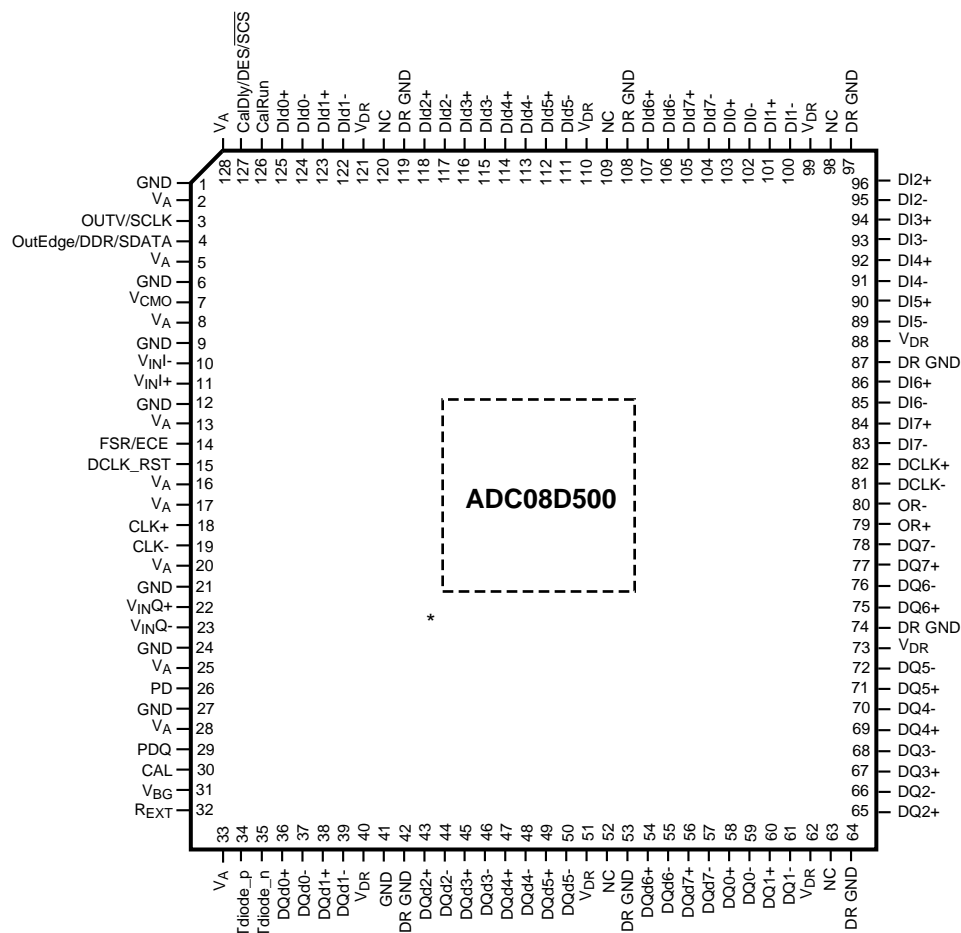 V_A 128
CalDly/DES/SCS 127
CalRun 126
DId0+ 125
DId0- 124
DId1+ 123
DId1- 122
V_DR 121
NC 120
DR GND 119
DId2+ 118
DId2- 117
DId3+ 116
DId3- 115
DId4+ 114
DId4- 113
DId5+ 112
DId5- 111
V_DR 110
NC 109
DR GND 108
DId6+ 107
DId6- 106
DId7+ 105
DId7- 104
DI0+ 103
DI0- 102
DI1+ 101
DI1- 100
V_DR 99
NC 98
DR GND 97
GND 1
V_A 2
OUTV/SCLK 3
OutEdge/DDR/SDATA 4
V_A 5
GND 6
V_CMO 7
V_A 8
GND 9
V_INI- 10
V_INI+ 11
GND 12
V_A 13
FSR/ECE 14
DCLK_RST 15
V_A 16
V_A 17
CLK+ 18
CLK- 19
V_A 20
GND 21
V_INQ+ 22
V_INQ- 23
GND 24
V_A 25
PD 26
GND 27
V_A 28
PDQ 29
CAL 30
V_BG 31
R_EXT 32
ADC08D500
*
96 DI2+
95 DI2-
94 DI3+
93 DI3-
92 DI4+
91 DI4-
90 DI5+
89 DI5-
88 V_DR
87 DR GND
86 DI6+
85 DI6-
84 DI7+
83 DI7-
82 DCLK+
81 DCLK-
80 OR-
79 OR+
78 DQ7-
77 DQ7+
76 DQ6-
75 DQ6+
74 DR GND
73 V_DR
72 DQ5-
71 DQ5+
70 DQ4-
69 DQ4+
68 DQ3-
67 DQ3+
66 DQ2-
65 DQ2+
33 V_A
34 Tdiode_p
35 Tdiode_n
36 DQd0+
37 DQd0-
38 DQd1+
39 DQd1-
40 V_DR
41 GND
42 DR GND
43 DQd2+
44 DQd2-
45 DQd3+
46 DQd3-
47 DQd4+
48 DQd4-
49 DQd5+
50 DQd5-
51 V_DR
52 NC
53 DR GND
54 DQd6+
55 DQd6-
56 DQd7+
57 DQd7-
58 DQ0+
59 DQ0-
60 DQ1+
61 DQ1-
62 V_DR
63 NC
64 DR GND